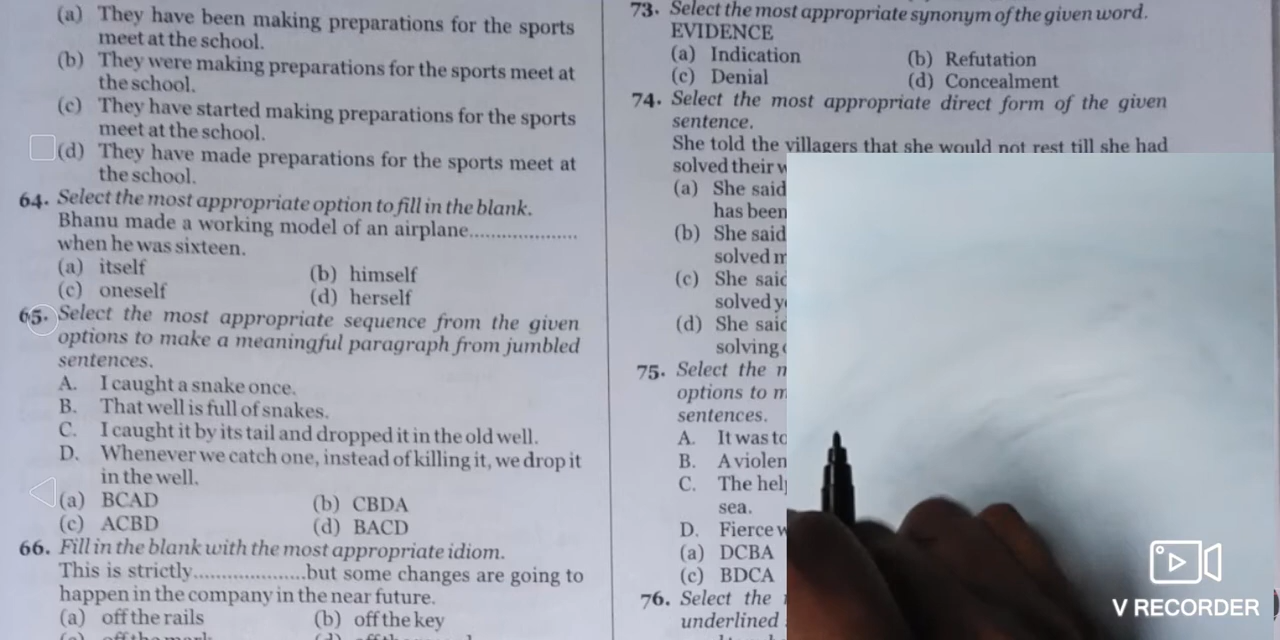 (a) They have been making preparations for the sports
meet at the school.
(b) They were making preparations for the sports meet at
the school.
(c) They have started making preparations for the sports
meet at the school.
(d) They have made preparations for the sports meet at
the school.
64. Select the most appropriate option to fill in the blank.
Bhanu made a working model of an airplane...................
when he was sixteen.
(a) itself (b) himself
(c) oneself (d) herself
65. Select the most appropriate sequence from the given
options to make a meaningful paragraph from jumbled
sentences.
A. I caught a snake once.
B. That well is full of snakes.
C. I caught it by its tail and dropped it in the old well.
D. Whenever we catch one, instead of killing it, we drop it
in the well.
(a) BCAD (b) CBDA
(c) ACBD (d) BACD
66. Fill in the blank with the most appropriate idiom.
This is strictly....................but some changes are going to
happen in the company in the near future.
(a) off the rails (b) off the key
73. Select the most appropriate synonym of the given word.
EVIDENCE
(a) Indication (b) Refutation
(c) Denial (d) Concealment
74. Select the most appropriate direct form of the given
sentence.
She told the villagers that she would not rest till she had
solved their
(a) She said
has been
(b) She said
solved
(c) She said
solved
(d) She said
solving
75. Select the
options to
sentences.
A. It was
B. A
C. The
sea.
D. Fierce
(a) DCBA
(c) BDCA
76. Select the
underlined
V RECORDER